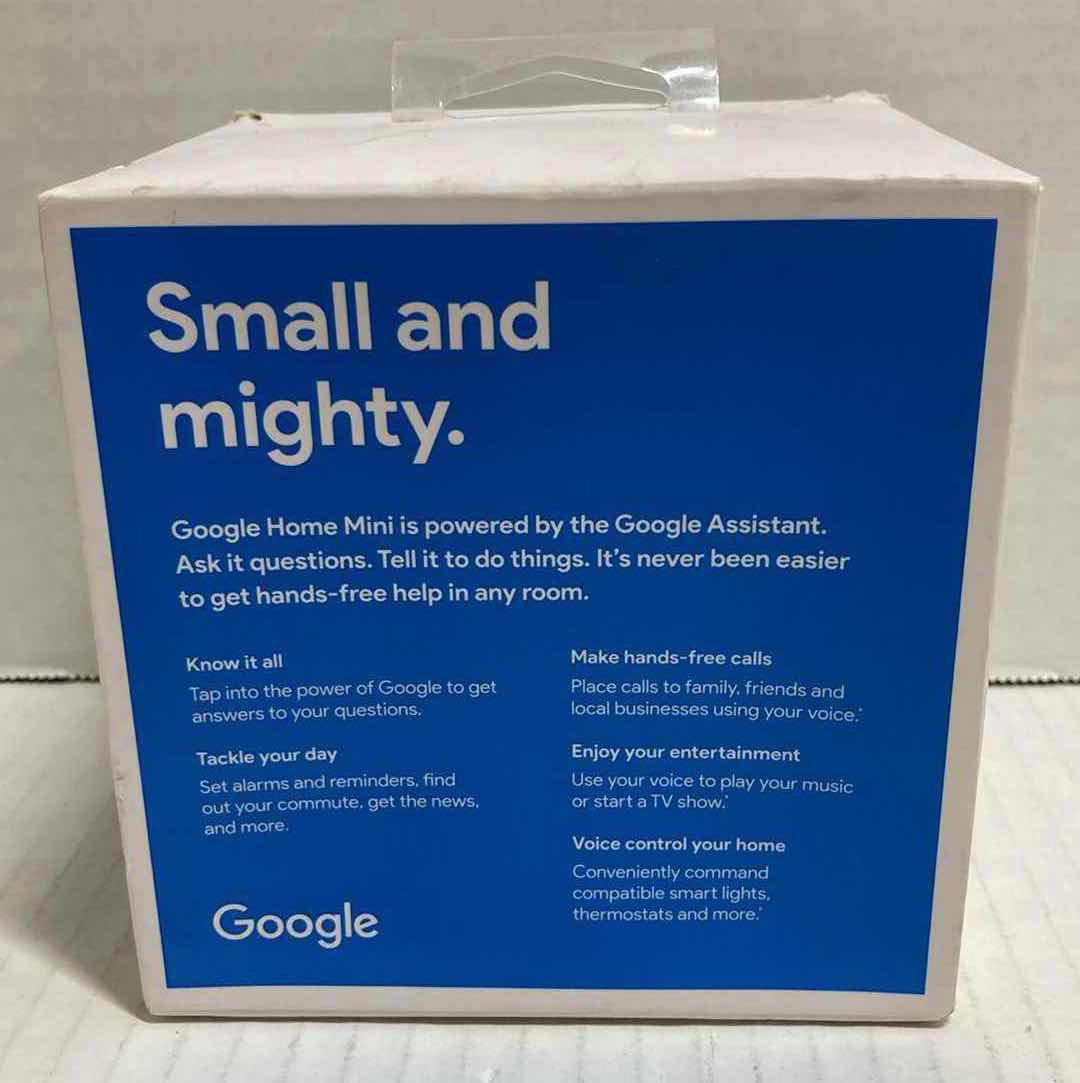 Small and
mighty.
Google Home Mini is powered by the Google Assistant.
Ask it questions. Tell it to do things. It's never been easier
to get hands-free help in any room.
Know it all
Tap into the power of Google to get
answers to your questions.
Tackle your day
Set alarms and reminders, find
out your commute, get the news,
and more.
Make hands-free calls
Place calls to family, friends and
local businesses using your voice.*
Enjoy your entertainment
Use your voice to play your music
or start a TV show.*
Voice control your home
Conveniently command
compatible smart lights,
thermostats and more.*
Google